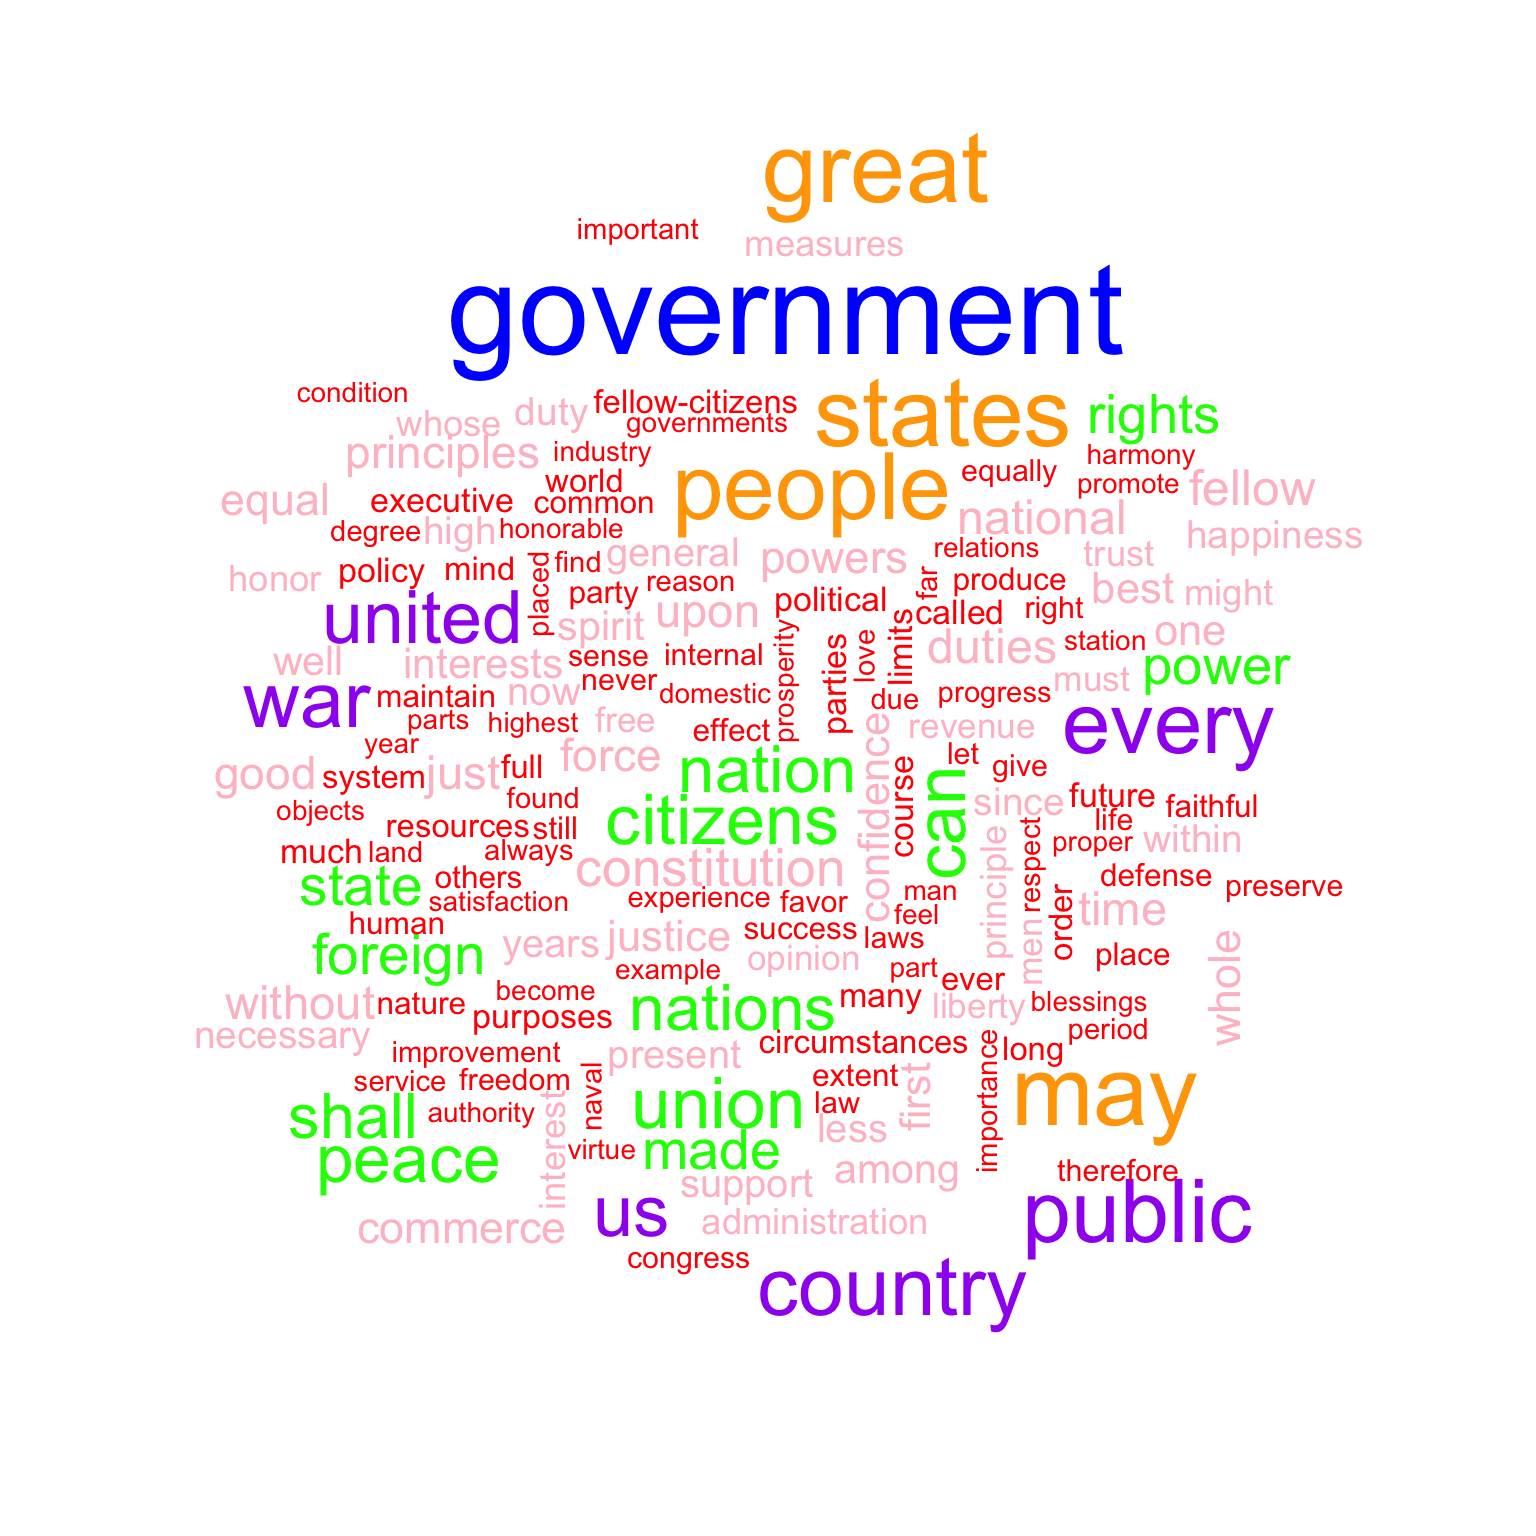 great
important
measures
government
condition
fellow-citizens
states
rights
whose
duty
governments
principles
industry
people
equally
harmony
world
promote
fellow
equal
executive
common
national
degree
high
honorable
happiness
general
powers
relations
trust
find
placed
honor
policy
mind
party
reason
far
produce
best
might
united
spirit
upon
political
called
right
prosperity
limits
love
parties
duties
station
one
well
interests
sense
internal
never
power
war
maintain
now
domestic
due
progress
must
every
parts
highest
free
effect
revenue
year
force
confidence
let
good
system
just
full
nation
course
can
give
objects
found
citizens
since
future
faithful
resources
still
life
much
land
always
constitution
principle
respect
proper
within
state
others
man
defense
preserve
satisfaction
experience
favor
feel
order
time
human
success
men
foreign
years
justice
laws
opinion
place
whole
example
part
ever
become
without
nature
nations
many
liberty
blessings
necessary
purposes
circumstances
period
improvement
present
importance
long
service
freedom
extent
first
may
authority
interest
naval
union
law
shall
less
peace
virtue
made
among
therefore
support
public
commerce
us
administration
congress
country